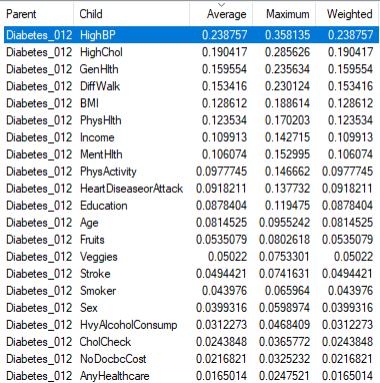 Parent Child Average Maximum Weighted
Diabetes_012 HighBP 0.238757 0.358135 0.238757
Diabetes_012 HighChol 0.190417 0.285626 0.190417
Diabetes_012 GenHlth 0.159554 0.235634 0.159554
Diabetes_012 DiffWalk 0.153416 0.230124 0.153416
Diabetes_012 BMI 0.128612 0.188614 0.128612
Diabetes_012 PhysHlth 0.123534 0.170203 0.123534
Diabetes_012 Income 0.109913 0.142715 0.109913
Diabetes_012 MentHlth 0.106074 0.152995 0.106074
Diabetes_012 PhysActivity 0.0977745 0.146662 0.0977745
Diabetes_012 HeartDiseaseorAttack 0.0918211 0.137732 0.0918211
Diabetes_012 Education 0.0878404 0.119475 0.0878404
Diabetes_012 Age 0.0814525 0.0955242 0.0814525
Diabetes_012 Fruits 0.0535079 0.0802618 0.0535079
Diabetes_012 Veggies 0.05022 0.0753301 0.05022
Diabetes_012 Stroke 0.0494421 0.0741631 0.0494421
Diabetes_012 Smoker 0.043976 0.065964 0.043976
Diabetes_012 Sex 0.0399316 0.0598974 0.0399316
Diabetes_012 HvyAlcoholConsump 0.0312273 0.0468409 0.0312273
Diabetes_012 CholCheck 0.0243848 0.0365772 0.0243848
Diabetes_012 NoDocbcCost 0.0216821 0.0325232 0.0216821
Diabetes_012 AnyHealthcare 0.0165014 0.0247521 0.0165014